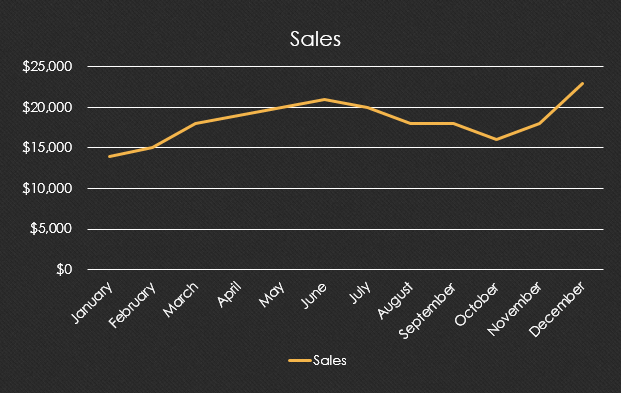 Sales
$25,000
$20,000
$15,000
$10,000
$5,000
$0
January
February
March
April
May
June
July
August
September
October
November
December
Sales